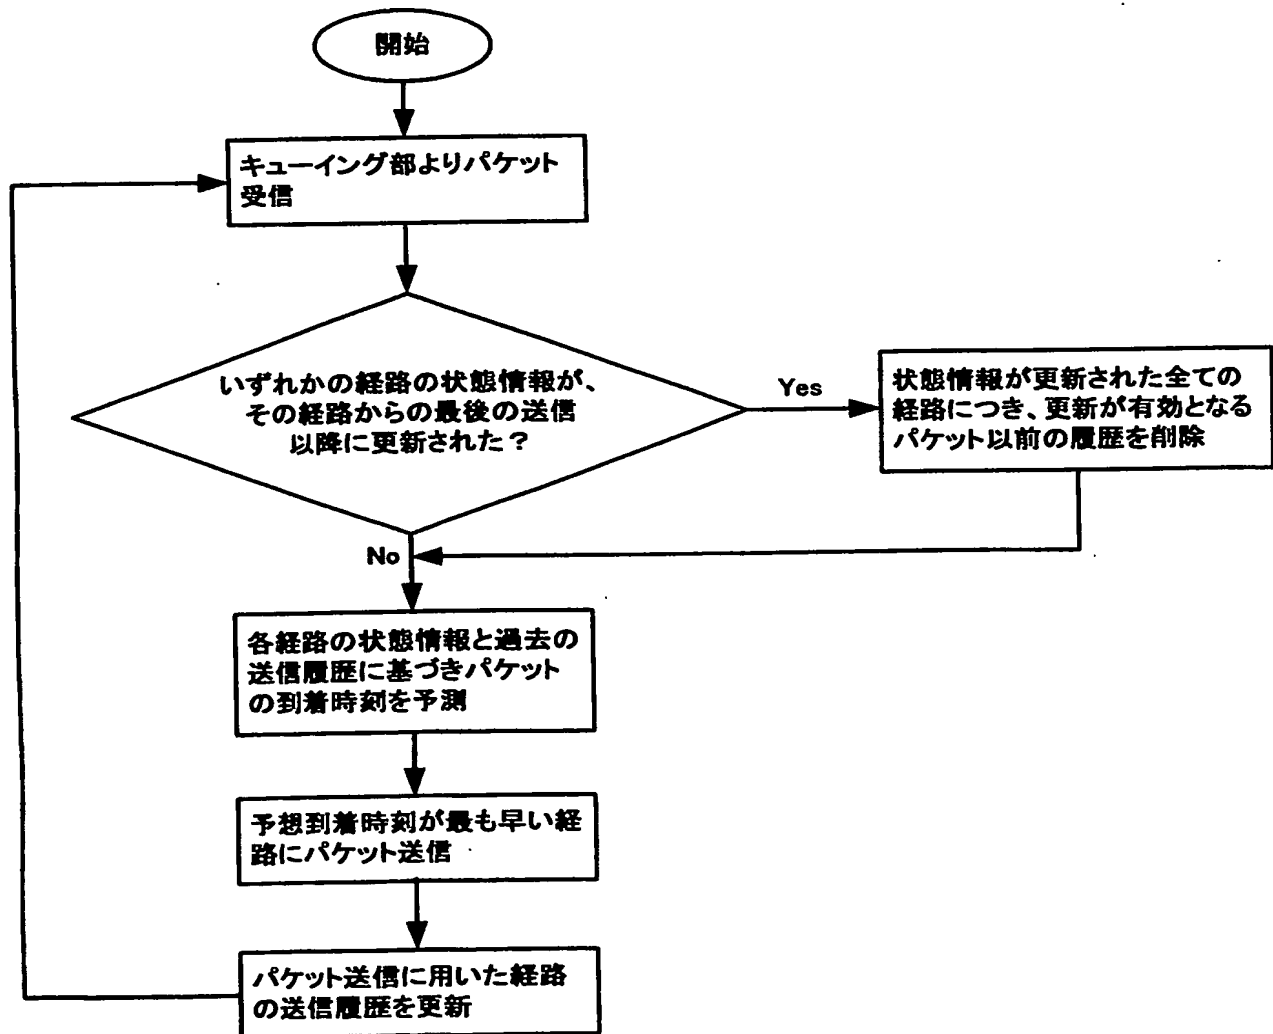 開始
キューイング部よりパケット
受信
いずれかの経路の状態情報が、
その経路からの最後の送信
以降に更新された？
Yes
状態情報が更新された全ての
経路につき、更新が有効となる
パケット以前の履歴を削除
No
各経路の状態情報と過去の
送信履歴に基づきパケット
の到着時刻を予測
予想到着時刻が最も早い経
路にパケット送信
パケット送信に用いた経路
の送信履歴を更新